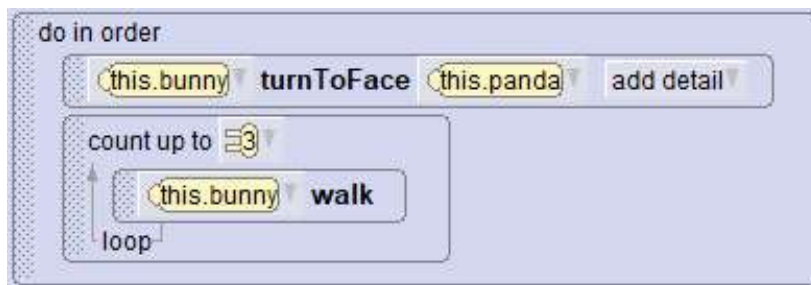 do in order
this.bunny turnToFace this.panda add detail
count up to 3
this.bunny walk
loop